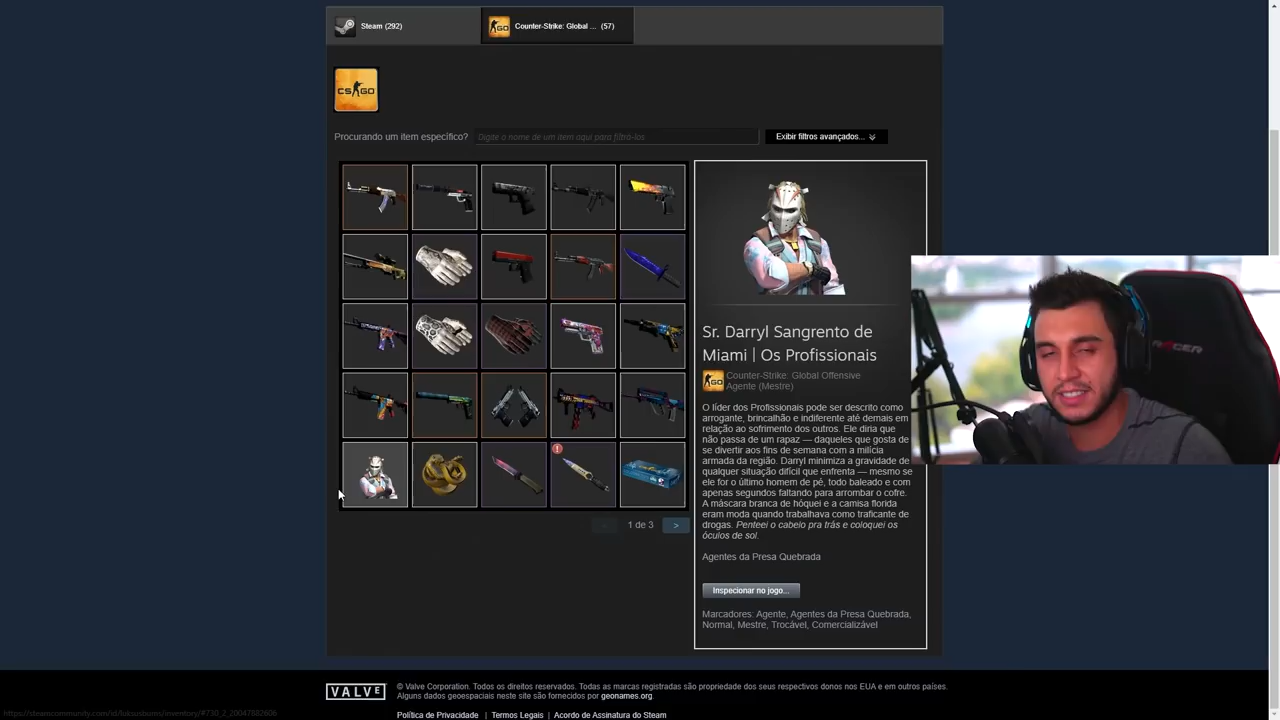 Steam (292)
Counter-Strike: Global ... (57)
CS GO
Procurando um item específico?
Digite o nome de um item aqui para filtrá-los
Exibir filtros avançados...
Sr. Darryl Sangrento de
Miami | Os Profissionais
Counter-Strike: Global Offensive
Agente (Mestre)
O líder dos Profissionais pode ser descrito como
arrogante, brincalhão e indiferente até demais em
relação ao sofrimento dos outros. Ele diria que
não passa de um rapaz — daqueles que gosta de
se divertir aos fins de semana com a milícia
armada da região. Darryl minimiza a gravidade de
qualquer situação difícil que enfrenta — mesmo se
ele for o último homem de pé, todo baleado e com
apenas segundos faltando para arrombar o cofre.
A máscara branca de hóquei e a camisa florida
eram moda quando trabalhava como traficante de
drogas. Penteei o cabelo pra trás e coloquei os
óculos de sol.
1 de 3
>
Agentes da Presa Quebrada
Inspecionar no jogo...
Marcadores: Agente, Agentes da Presa Quebrada,
Normal, Mestre, Trocável, Comercializável
VALVE
© Valve Corporation. Todos os direitos reservados. Todas as marcas registradas são propriedade dos seus respectivos donos nos EUA e em outros países.
Alguns dados geoespaciais neste site são fornecidos por geonames.org.
Política de Privacidade | Termos Legais | Acordo de Assinatura do Steam